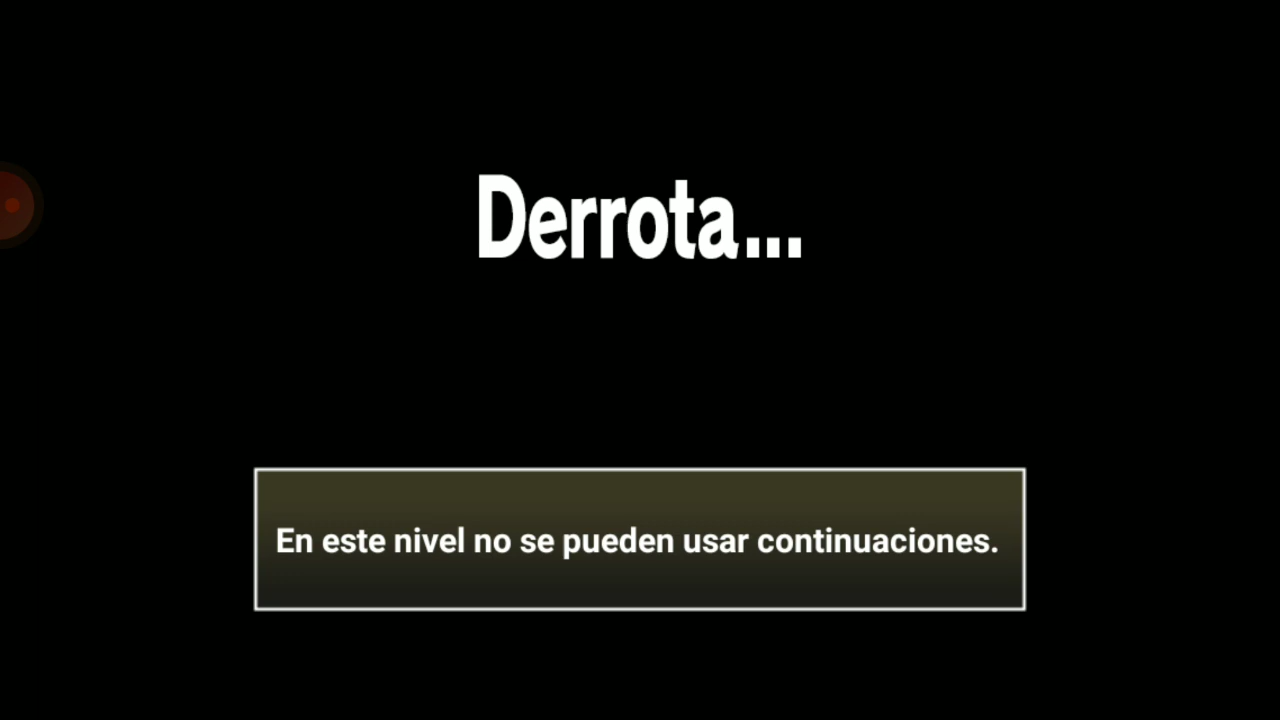 Derrota...
En este nivel no se pueden usar continuaciones.